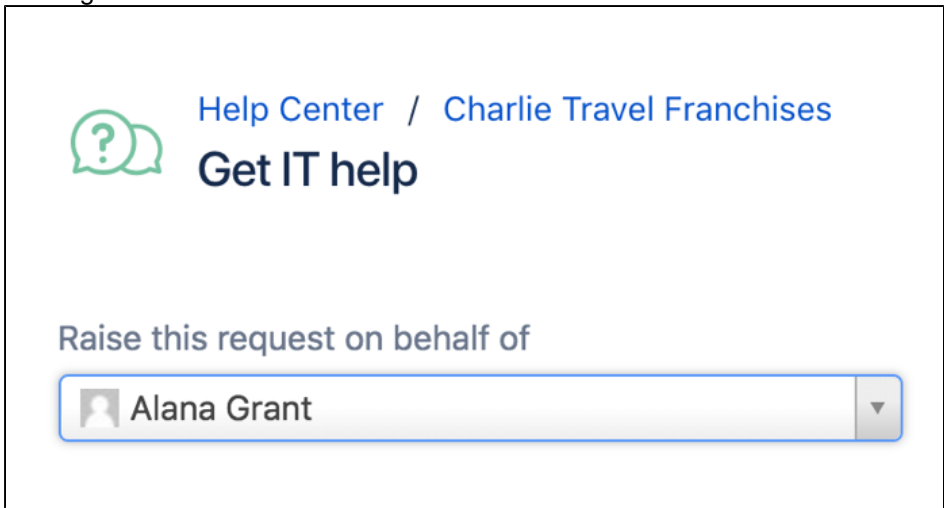 Help Center / Charlie Travel Franchises
Get IT help
Raise this request on behalf of
Alana Grant